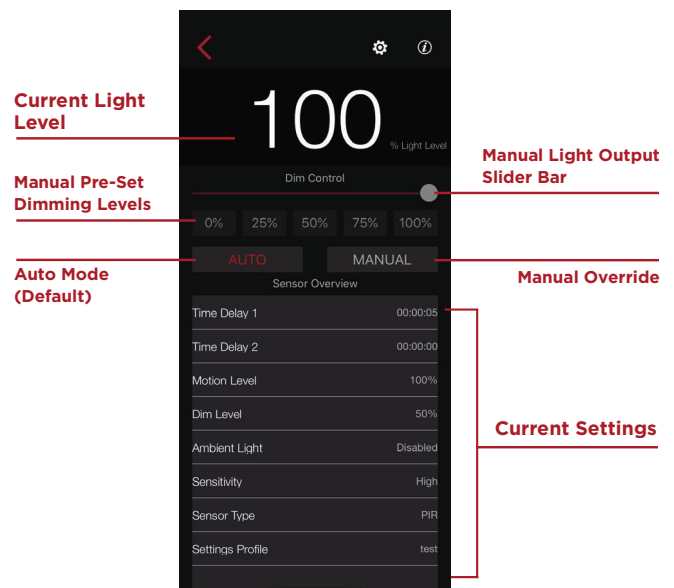 Current Light
Level
100
% Light Level
Manual Light Output
Slider Bar
Dim Control
Manual Pre-Set
Dimming Levels
0% 25% 50% 75% 100%
AUTO MANUAL
Auto Mode
(Default)
Manual Override
Sensor Overview
Time Delay 1 00:00:05
Time Delay 2 00:00:00
Motion Level 100%
Dim Level 50%
Ambient Light Disabled
Sensitivity High
Sensor Type PIR
Settings Profile test
Current Settings